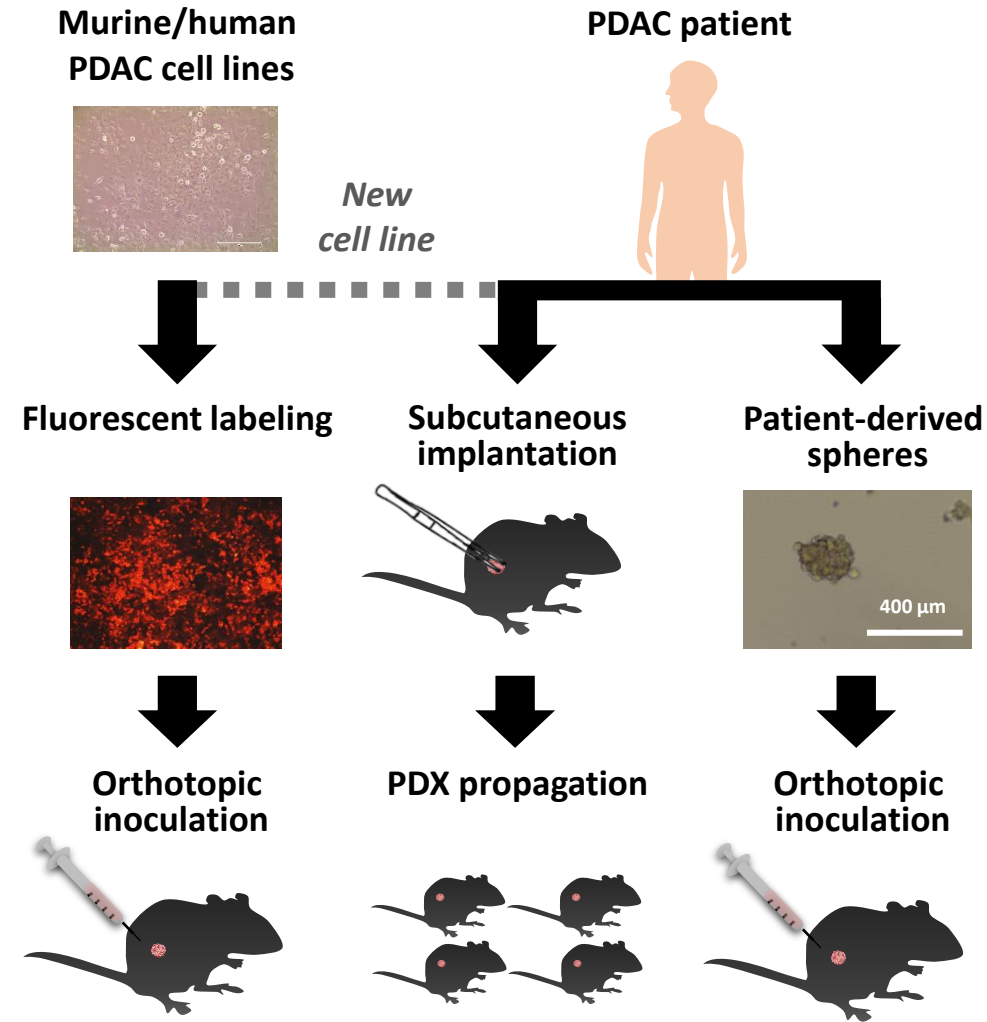 Murine/human
PDAC cell lines
PDAC patient
New
cell line
Fluorescent labeling
Subcutaneous
implantation
Patient-derived
spheres
400 µm
Orthotopic
inoculation
PDX propagation
Orthotopic
inoculation